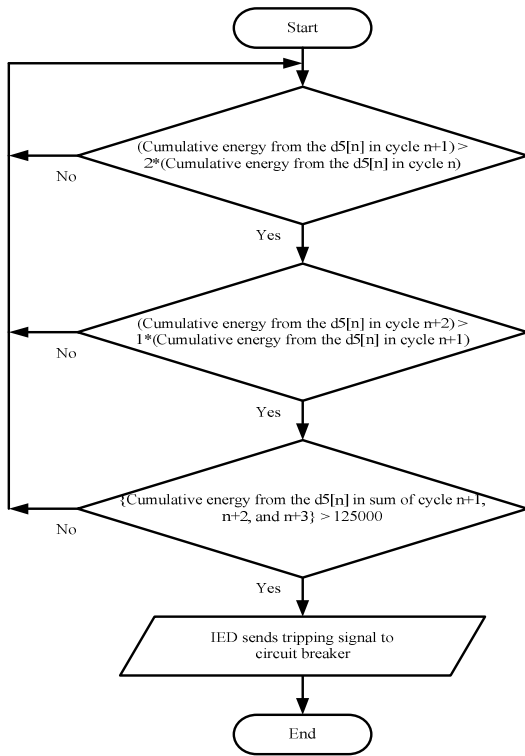 Start
(Cumulative energy from the d5[n] in cycle n+1) >
2*(Cumulative energy from the d5[n] in cycle n)
No
Yes
(Cumulative energy from the d5[n] in cycle n+2) >
1*(Cumulative energy from the d5[n] in cycle n+1)
No
Yes
{Cumulative energy from the d5[n] in sum of cycle n+1,
n+2, and n+3} > 125000
No
Yes
IED sends tripping signal to
circuit breaker
End